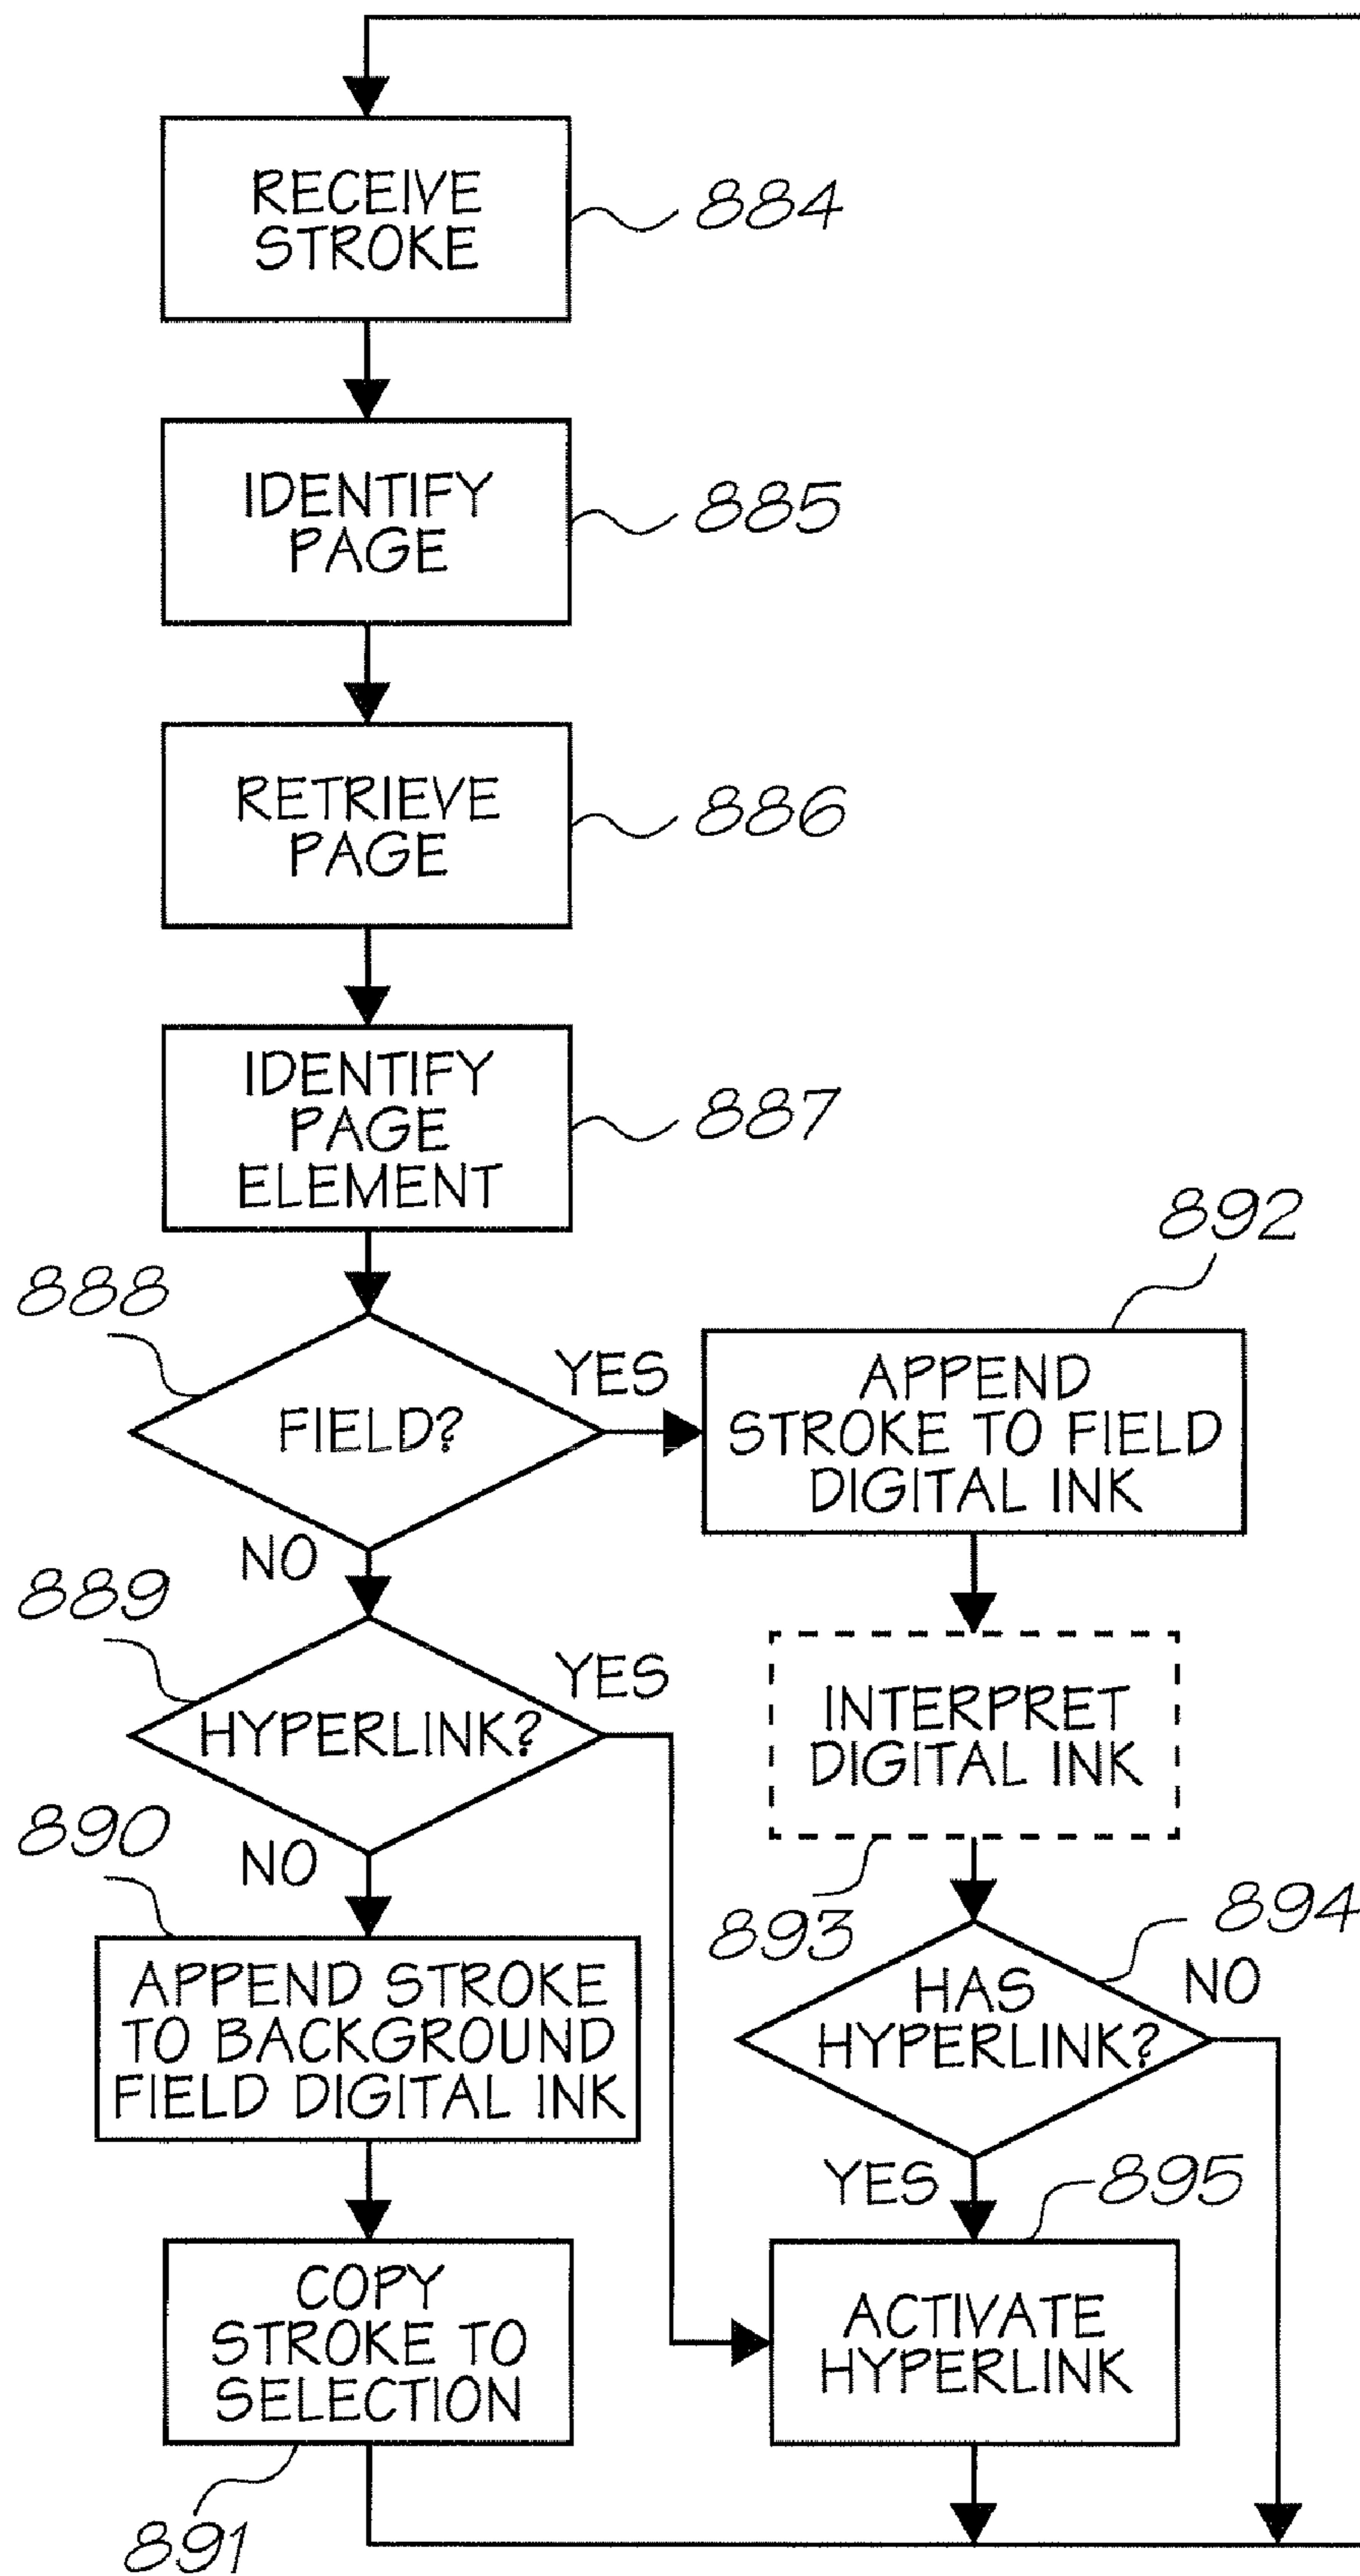 RECEIVE
STROKE
884
IDENTIFY
PAGE
885
RETRIEVE
PAGE
886
IDENTIFY
PAGE
ELEMENT
887
888
FIELD?
YES
NO
892
APPEND
STROKE TO FIELD
DIGITAL INK
889
HYPERLINK?
YES
NO
INTERPRET
DIGITAL INK
893
890
APPEND STROKE
TO BACKGROUND
FIELD DIGITAL INK
894
HAS
HYPERLINK?
NO
YES
895
COPY
STROKE TO
SELECTION
891
ACTIVATE
HYPERLINK